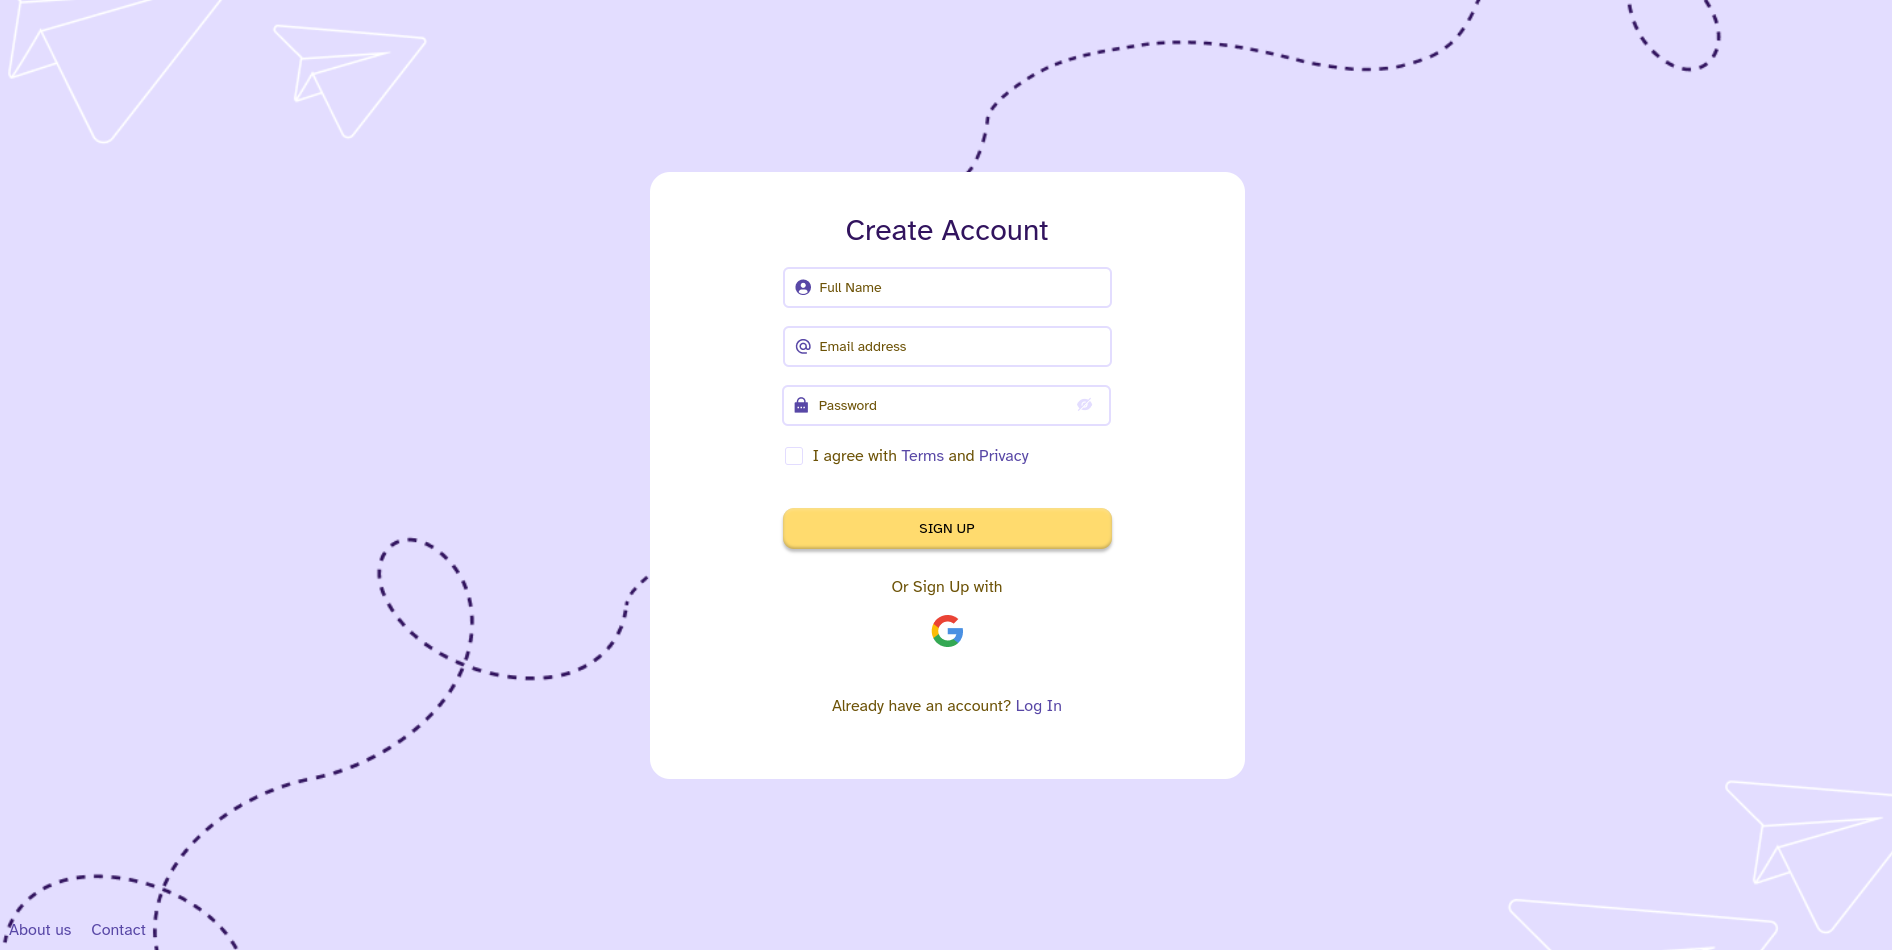 Create Account
Full Name
Email address
Password
I agree with Terms and Privacy
SIGN UP
Or Sign Up with
Already have an account? Log In
About us Contact